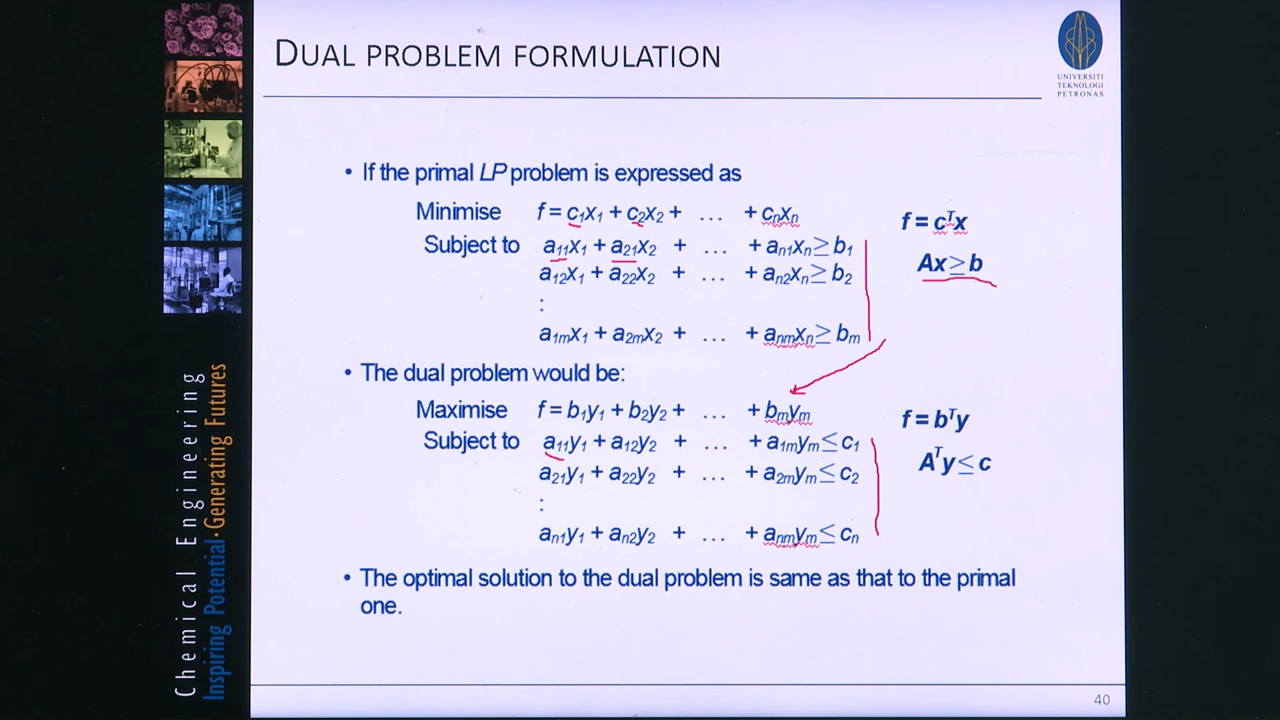 DUAL PROBLEM FORMULATION
UNIVERSITI
TEKNOLOGI
PETRONAS
• If the primal LP problem is expressed as
Minimise f = c₁x₁ + c₂x₂ + … + cₙxₙ
f = cᵀx
Subject to a₁₁x₁ + a₂₁x₂ + … + aₙ₁xₙ ≥ b₁
Ax ≥ b
a₁₂x₁ + a₂₂x₂ + … + aₙ₂xₙ ≥ b₂
:
a₁ₘx₁ + a₂ₘx₂ + … + aₙₘxₙ ≥ bₘ
• The dual problem would be:
Maximise f = b₁y₁ + b₂y₂ + … + bₘyₘ
f = bᵀy
Subject to a₁₁y₁ + a₁₂y₂ + … + a₁ₘyₘ ≤ c₁
Aᵀy ≤ c
a₂₁y₁ + a₂₂y₂ + … + a₂ₘyₘ ≤ c₂
:
aₙ₁y₁ + aₙ₂y₂ + … + aₙₘyₘ ≤ cₙ
• The optimal solution to the dual problem is same as that to the primal
one.
Chemical Engineering
Inspiring Potential · Generating Futures
40